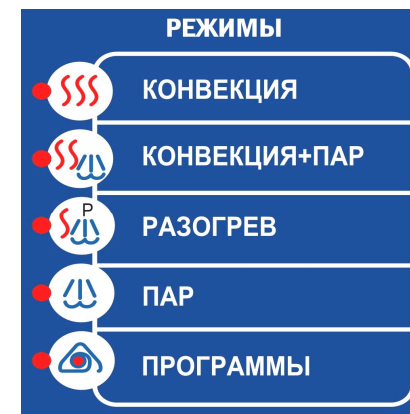 РЕЖИМЫ
КОНВЕКЦИЯ
КОНВЕКЦИЯ+ПАР
P
РАЗОГРЕВ
ПАР
ПРОГРАММЫ